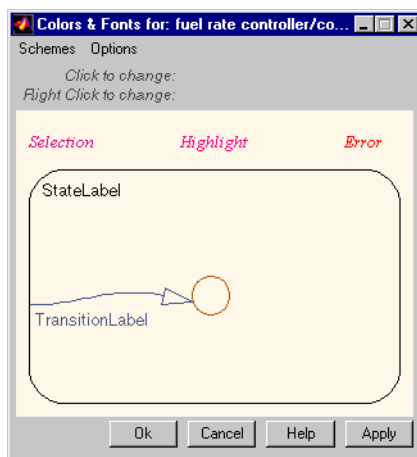 Colors & Fonts for: fuel rate controller/co...
Schemes Options
Click to change:
Right Click to change:
Selection Highlight Error
StateLabel
TransitionLabel
Ok Cancel Help Apply